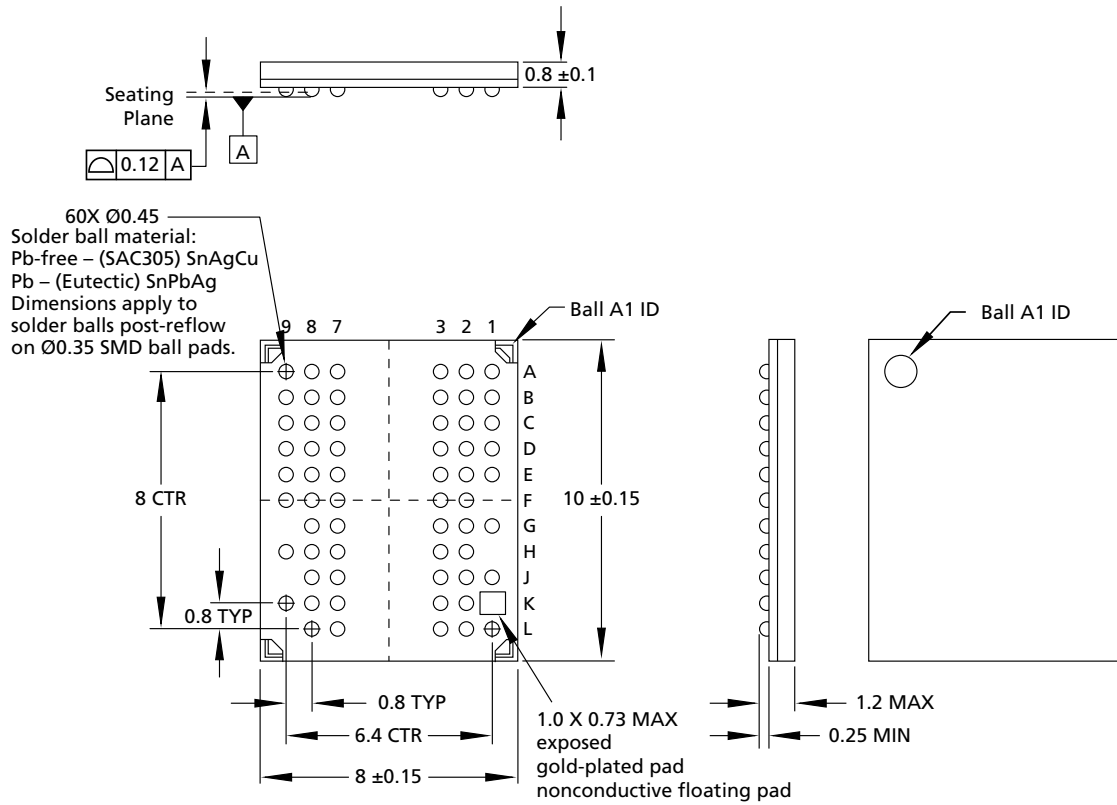 0.8 ±0.1
Seating
Plane
0.12 A
A
60X Ø0.45
Solder ball material:
Pb-free – (SAC305) SnAgCu
Pb – (Eutectic) SnPbAg
Dimensions apply to
solder balls post-reflow
on Ø0.35 SMD ball pads.
Ball A1 ID
Ball A1 ID
9 8 7 3 2 1
A
B
C
D
E
F
G
H
J
K
L
8 CTR
10 ±0.15
0.8 TYP
0.8 TYP
6.4 CTR
8 ±0.15
1.0 X 0.73 MAX
exposed
gold-plated pad
nonconductive floating pad
1.2 MAX
0.25 MIN